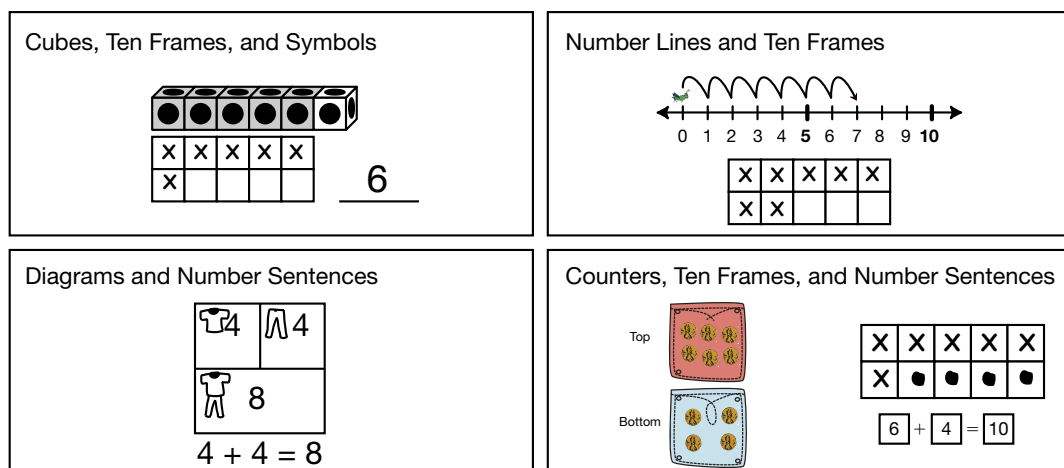 Cubes, Ten Frames, and Symbols
X X X X X
X
6
Number Lines and Ten Frames
0 1 2 3 4 5 6 7 8 9 10
X X X X X
X X
Diagrams and Number Sentences
4 4
8
4 + 4 = 8
Counters, Ten Frames, and Number Sentences
Top
Bottom
X X X X X
X
6 + 4 = 10